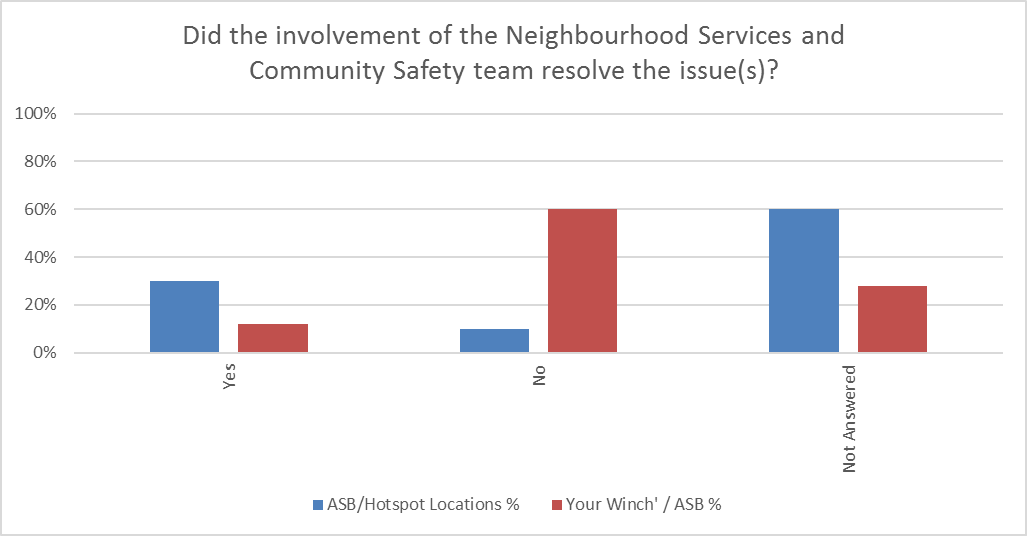 Did the involvement of the Neighbourhood Services and
Community Safety team resolve the issue(s)?
100%
80%
60%
40%
20%
0%
Yes
No
Not Answered
ASB/Hotspot Locations %
Your Winch' / ASB %